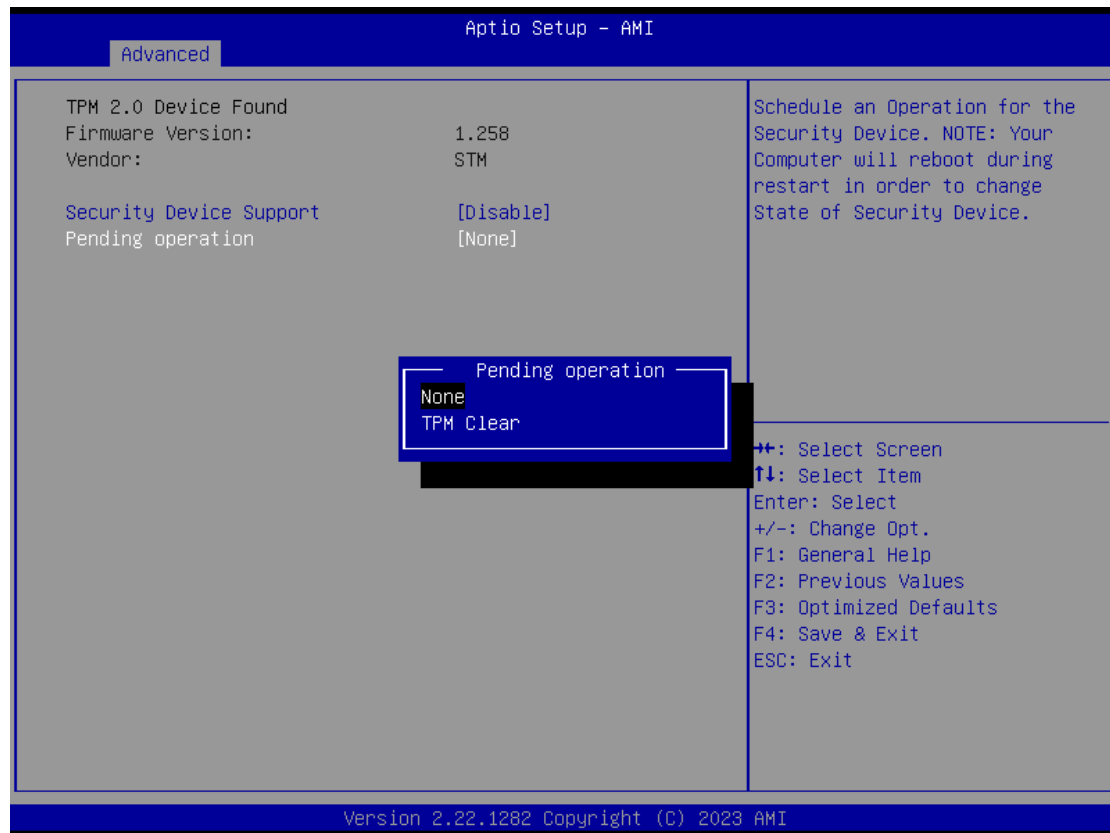 Aptio Setup – AMI
Advanced
TPM 2.0 Device Found
Firmware Version: 1.258
Vendor: STM
Security Device Support [Disable]
Pending operation [None]
Pending operation
None
TPM Clear
Schedule an Operation for the
Security Device. NOTE: Your
Computer will reboot during
restart in order to change
State of Security Device.
→←: Select Screen
↑↓: Select Item
Enter: Select
+/-: Change Opt.
F1: General Help
F2: Previous Values
F3: Optimized Defaults
F4: Save & Exit
ESC: Exit
Version 2.22.1282 Copyright (C) 2023 AMI